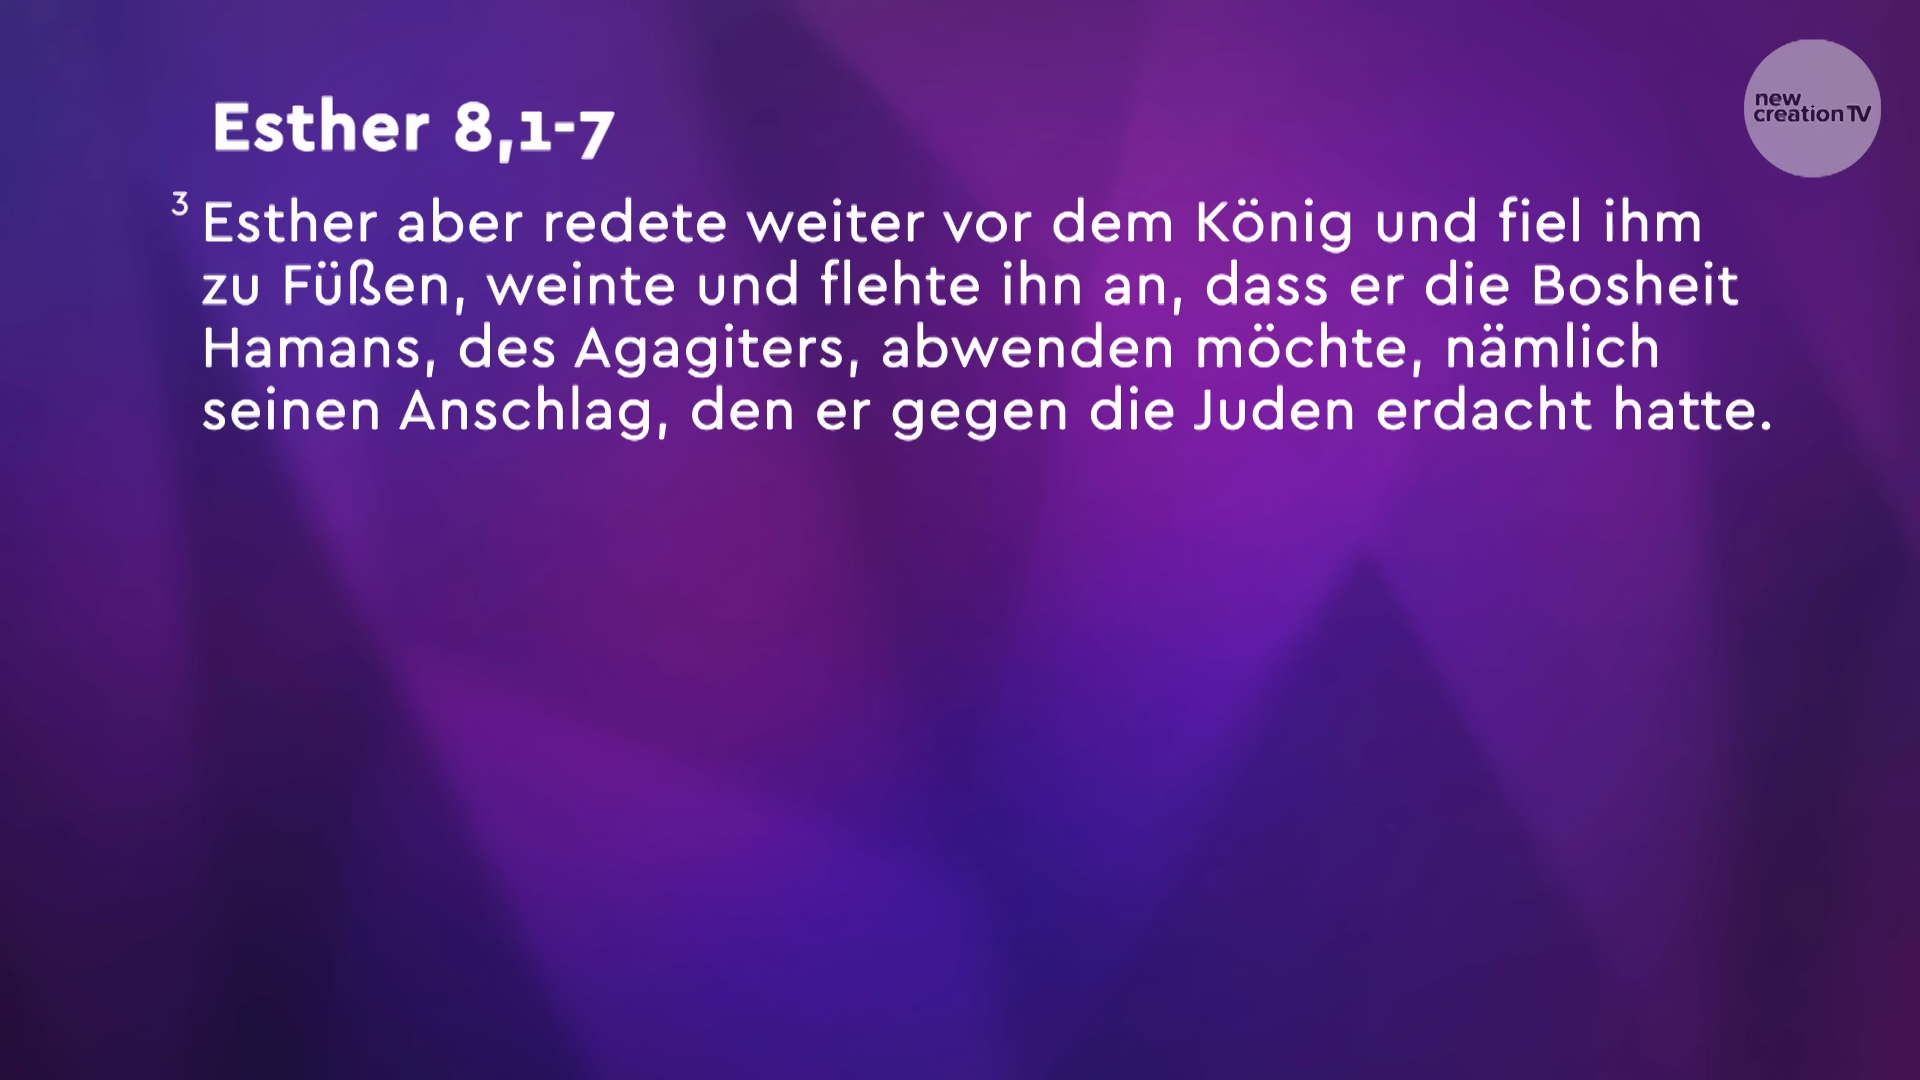 new
creation TV
Esther 8,1-7
3 Esther aber redete weiter vor dem König und fiel ihm
zu Füßen, weinte und flehte ihn an, dass er die Bosheit
Hamans, des Agagiters, abwenden möchte, nämlich
seinen Anschlag, den er gegen die Juden erdacht hatte.